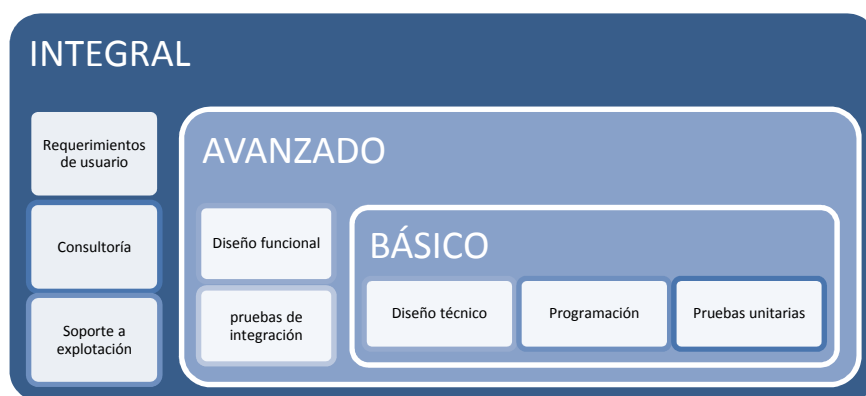 INTEGRAL
Requerimientos
de usuario
Consultoría
Soporte a
explotación
AVANZADO
Diseño funcional
pruebas de
integración
BÁSICO
Diseño técnico
Programación
Pruebas unitarias